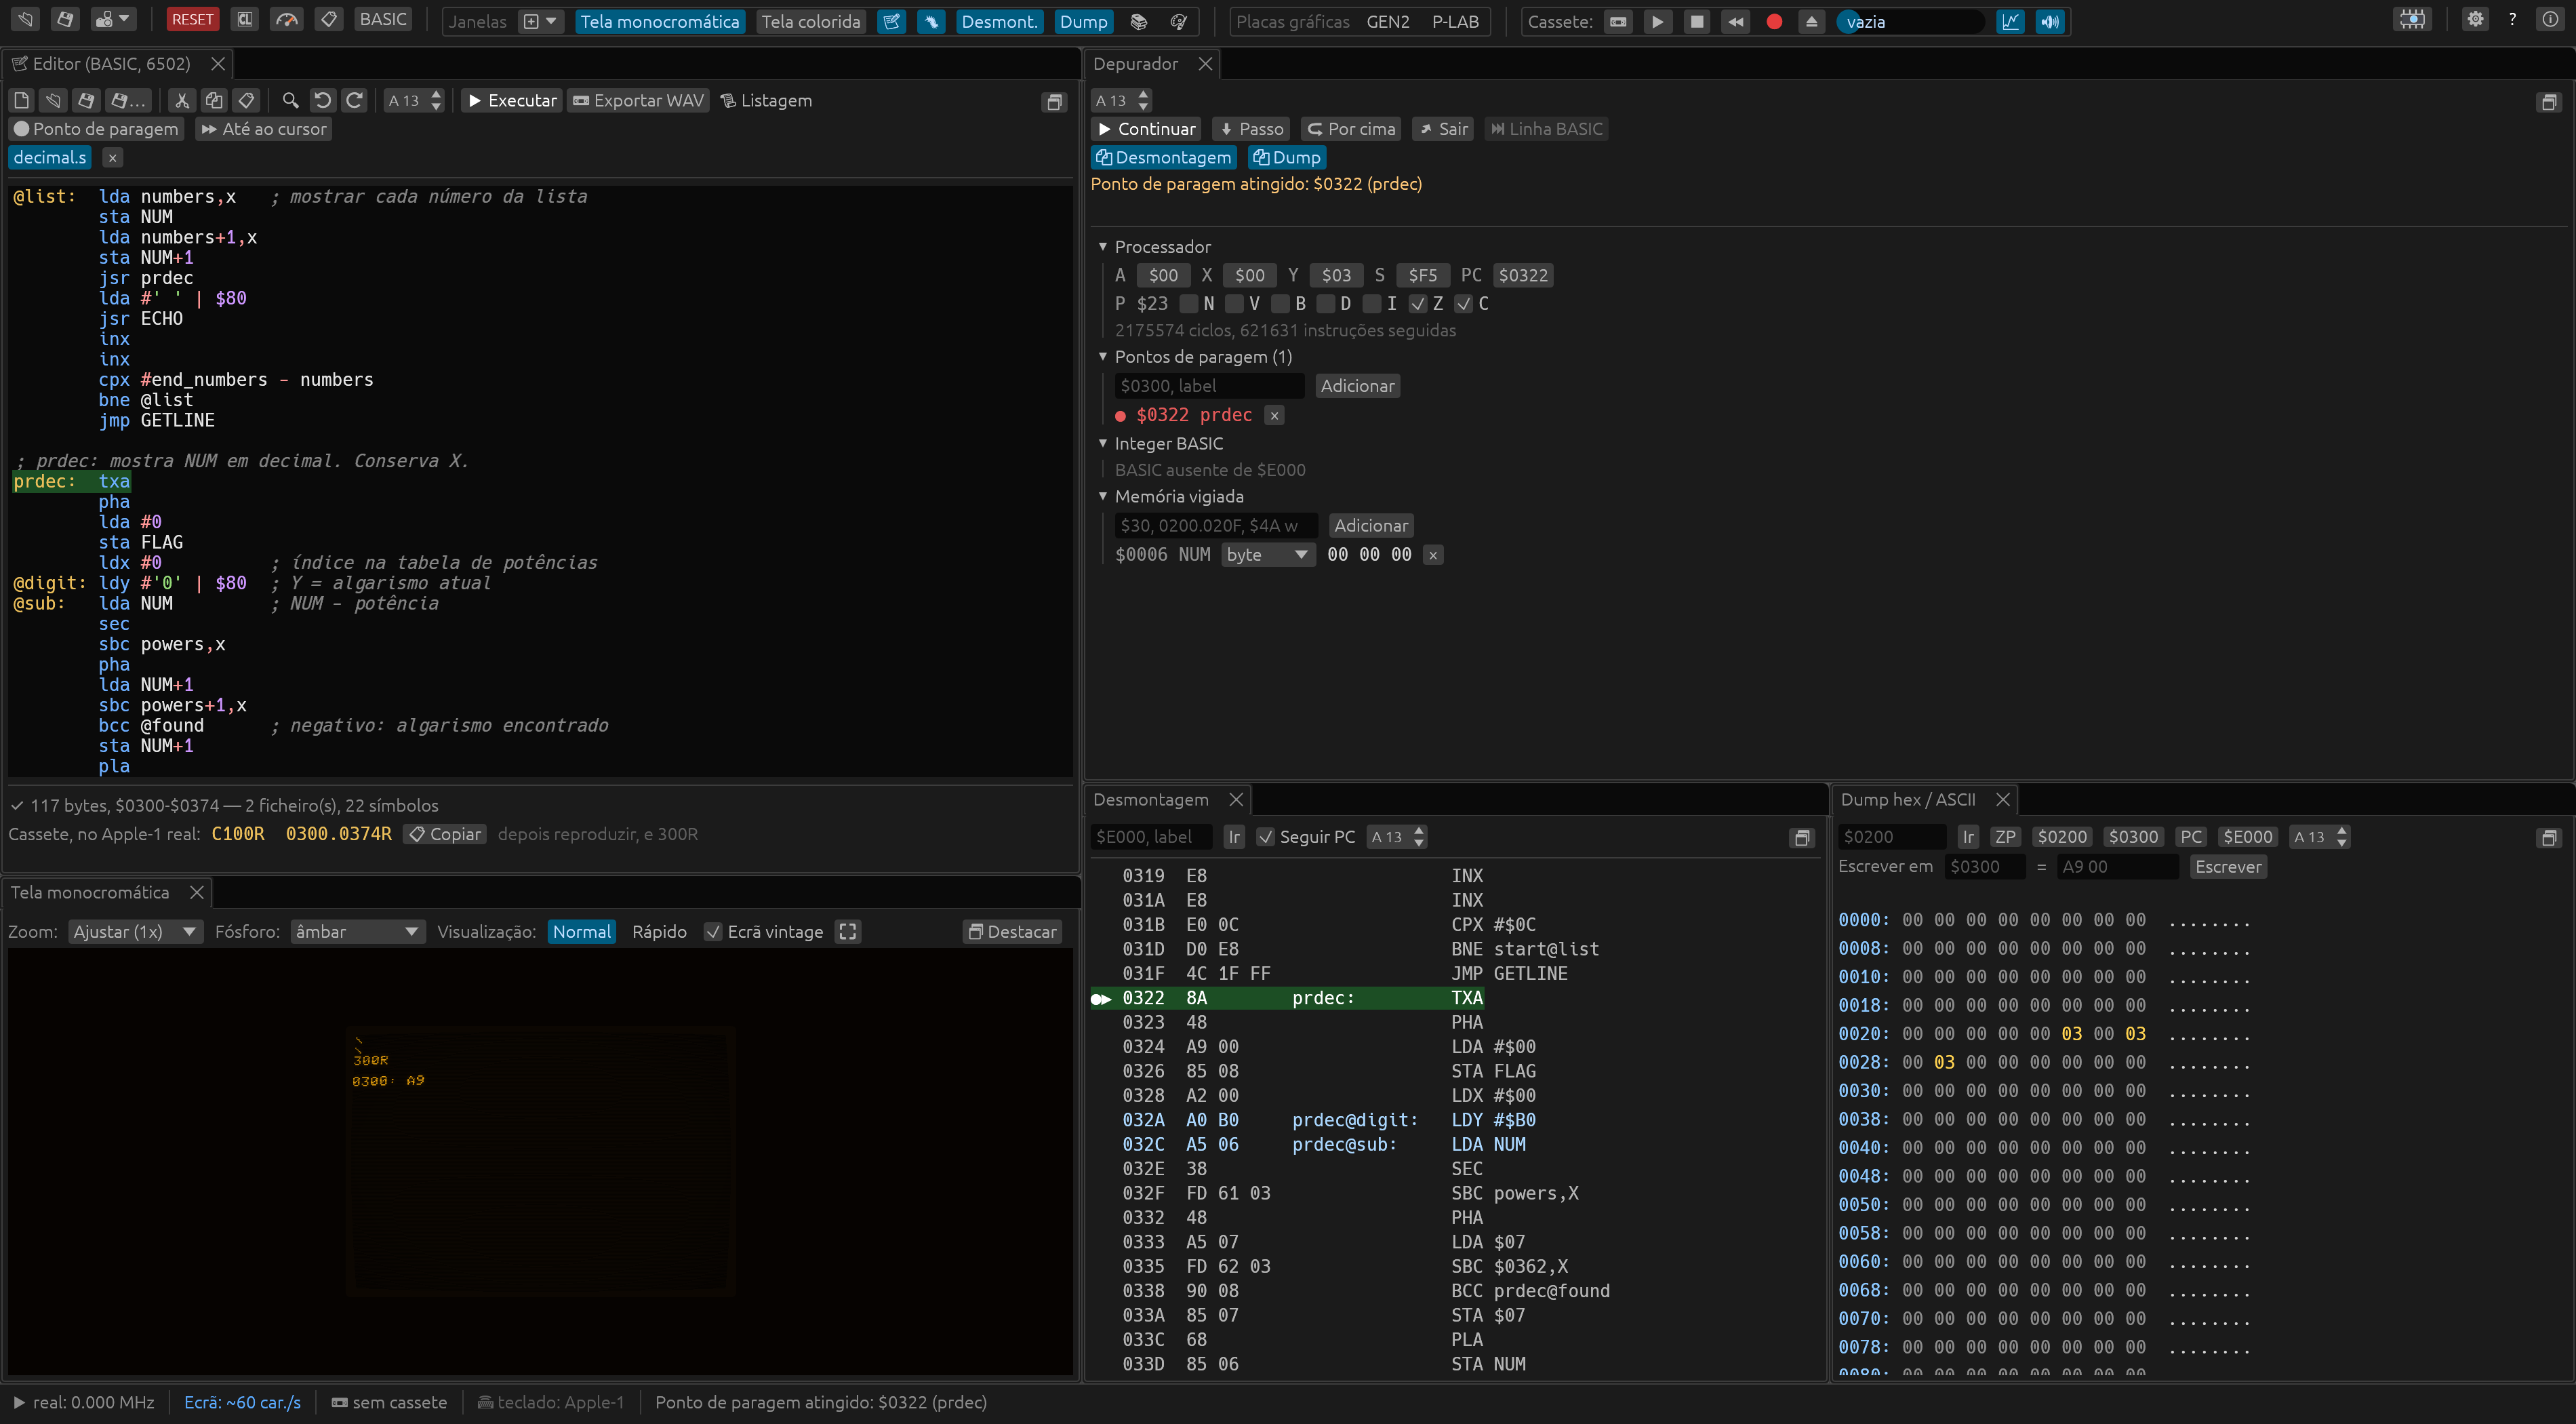 RESET CL BASIC Janelas Tela monocromática Tela colorida Desmont. Dump Placas gráficas GEN2 P-LAB Cassete: vazia ?
Editor (BASIC, 6502)
... A 13 Executar Exportar WAV Listagem
Ponto de paragem Até ao cursor
decimal.s x
@list: lda numbers,x ; mostrar cada número da lista
sta NUM
lda numbers+1,x
sta NUM+1
jsr prdec
lda #' ' | $80
jsr ECHO
inx
inx
cpx #end_numbers - numbers
bne @list
jmp GETLINE
; prdec: mostra NUM em decimal. Conserva X.
prdec: txa
pha
lda #0
sta FLAG
ldx #0 ; índice na tabela de potências
@digit: ldy #'0' | $80 ; Y = algarismo atual
@sub: lda NUM ; NUM - potência
sec
sbc powers,x
pha
lda NUM+1
sbc powers+1,x
bcc @found ; negativo: algarismo encontrado
sta NUM+1
pla
✓ 117 bytes, $0300-$0374 — 2 ficheiro(s), 22 símbolos
Cassete, no Apple-1 real: C100R 0300.0374R Copiar depois reproduzir, e 300R
Tela monocromática
Zoom: Ajustar (1x) Fósforo: âmbar Visualização: Normal Rápido Ecrã vintage Destacar
\
\
300R
0300: A9
Depurador
A 13
Continuar Passo Por cima Sair Linha BASIC
Desmontagem Dump
Ponto de paragem atingido: $0322 (prdec)
Processador
A $00 X $00 Y $03 S $F5 PC $0322
P $23 N V B D I Z C
2175574 ciclos, 621631 instruções seguidas
Pontos de paragem (1)
$0300, label Adicionar
$0322 prdec x
Integer BASIC
BASIC ausente de $E000
Memória vigiada
$30, 0200.020F, $4A w Adicionar
$0006 NUM byte 00 00 00 x
Desmontagem
$E000, label Ir Seguir PC A 13
0319 E8 INX
031A E8 INX
031B E0 0C CPX #$0C
031D D0 E8 BNE start@list
031F 4C 1F FF JMP GETLINE
0322 8A prdec: TXA
0323 48 PHA
0324 A9 00 LDA #$00
0326 85 08 STA FLAG
0328 A2 00 LDX #$00
032A A0 B0 prdec@digit: LDY #$B0
032C A5 06 prdec@sub: LDA NUM
032E 38 SEC
032F FD 61 03 SBC powers,X
0332 48 PHA
0333 A5 07 LDA $07
0335 FD 62 03 SBC $0362,X
0338 90 08 BCC prdec@found
033A 85 07 STA $07
033C 68 PLA
033D 85 06 STA NUM
Dump hex / ASCII
$0200 Ir ZP $0200 $0300 PC $E000 A 13
Escrever em $0300 = A9 00 Escrever
0000: 00 00 00 00 00 00 00 00 ........
0008: 00 00 00 00 00 00 00 00 ........
0010: 00 00 00 00 00 00 00 00 ........
0018: 00 00 00 00 00 00 00 00 ........
0020: 00 00 00 00 00 03 00 03 ........
0028: 00 03 00 00 00 00 00 00 ........
0030: 00 00 00 00 00 00 00 00 ........
0038: 00 00 00 00 00 00 00 00 ........
0040: 00 00 00 00 00 00 00 00 ........
0048: 00 00 00 00 00 00 00 00 ........
0050: 00 00 00 00 00 00 00 00 ........
0058: 00 00 00 00 00 00 00 00 ........
0060: 00 00 00 00 00 00 00 00 ........
0068: 00 00 00 00 00 00 00 00 ........
0070: 00 00 00 00 00 00 00 00 ........
0078: 00 00 00 00 00 00 00 00 ........
real: 0.000 MHz Ecrã: ~60 car./s sem cassete teclado: Apple-1 Ponto de paragem atingido: $0322 (prdec)